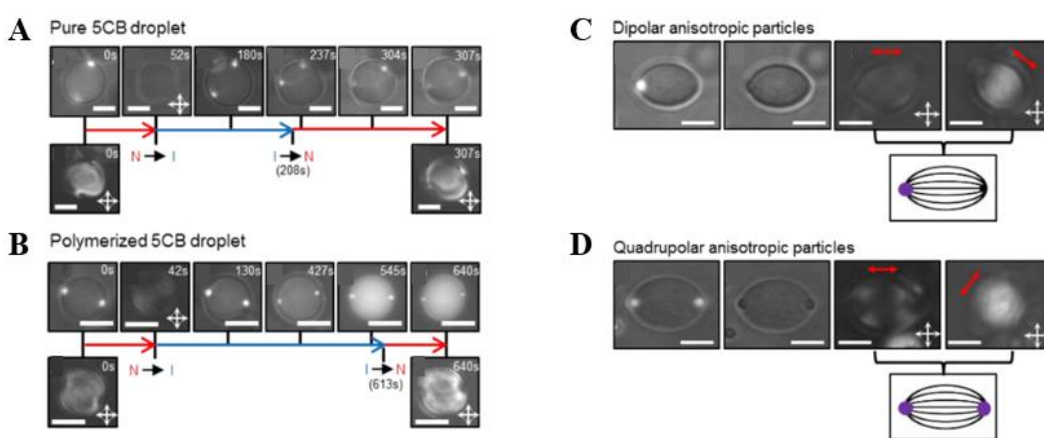 A Pure 5CB droplet
0s 52s 180s 237s 304s 307s
N I I N
(208s)
0s 307s
B Polymerized 5CB droplet
0s 42s 130s 427s 545s 640s
N I I N
(613s)
0s 640s
C Dipolar anisotropic particles
D Quadrupolar anisotropic particles